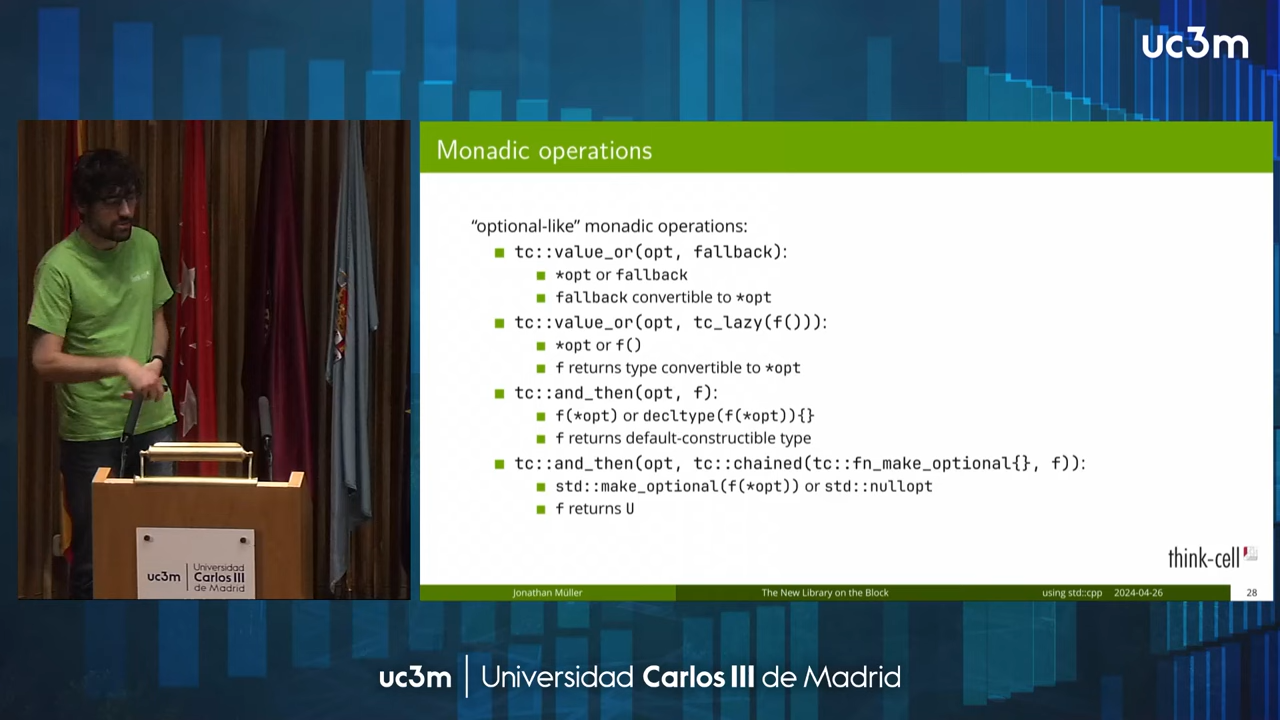 uc3m
Monadic operations
“optional-like” monadic operations:
tc::value_or(opt, fallback):
*opt or fallback
fallback convertible to *opt
tc::value_or(opt, tc_lazy(f())):
*opt or f()
f returns type convertible to *opt
tc::and_then(opt, f):
f(*opt) or decltype(f(*opt)){}
f returns default-constructible type
tc::and_then(opt, tc::chained(tc::fn_make_optional{}, f)):
std::make_optional(f(*opt)) or std::nullopt
f returns U
think-cell
Jonathan Müller The New Library on the Block using std::cpp 2024-04-26 28
uc3m Universidad
Carlos III
de Madrid
uc3m Universidad Carlos III de Madrid